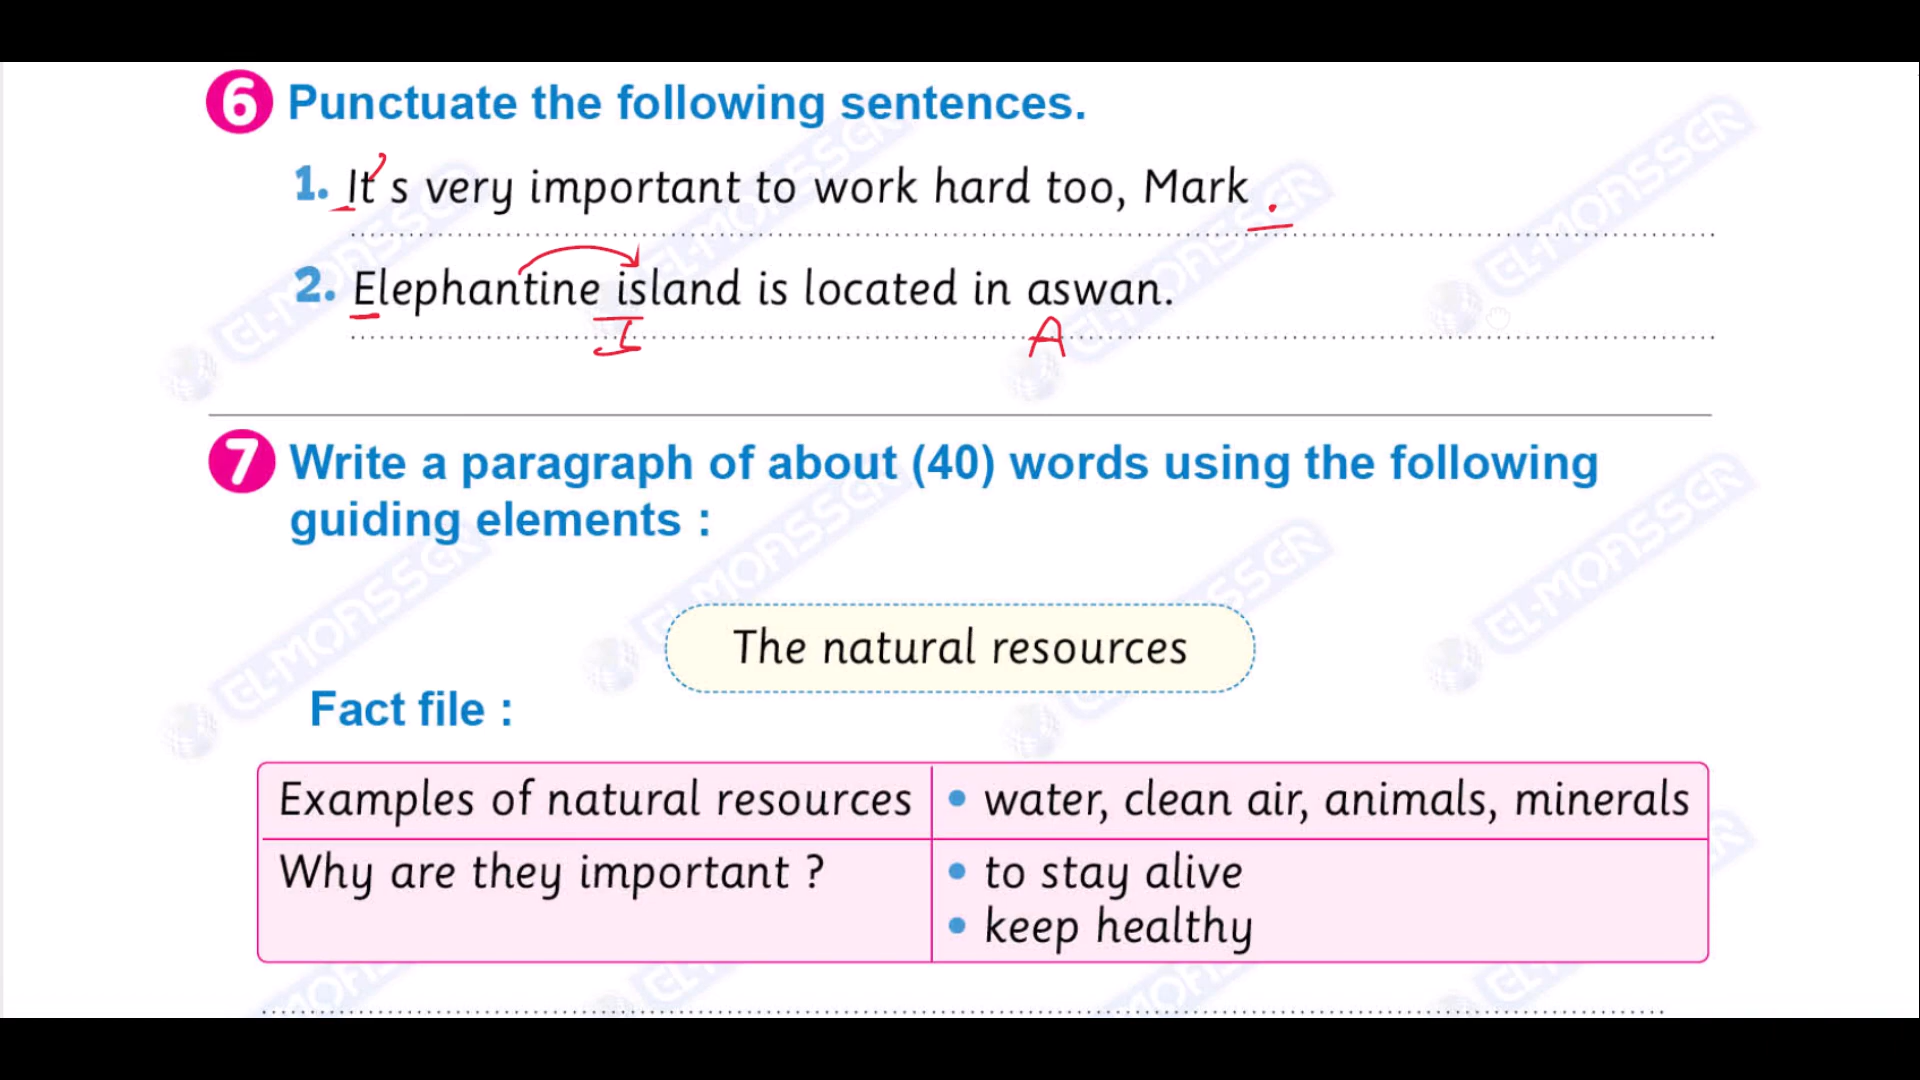 6 Punctuate the following sentences.
1. It's very important to work hard too, Mark .
2. Elephantine island is located in aswan.
I A
7 Write a paragraph of about (40) words using the following
guiding elements :
The natural resources
Fact file :
Examples of natural resources • water, clean air, animals, minerals
Why are they important ? • to stay alive
• keep healthy
EL-MOASSER